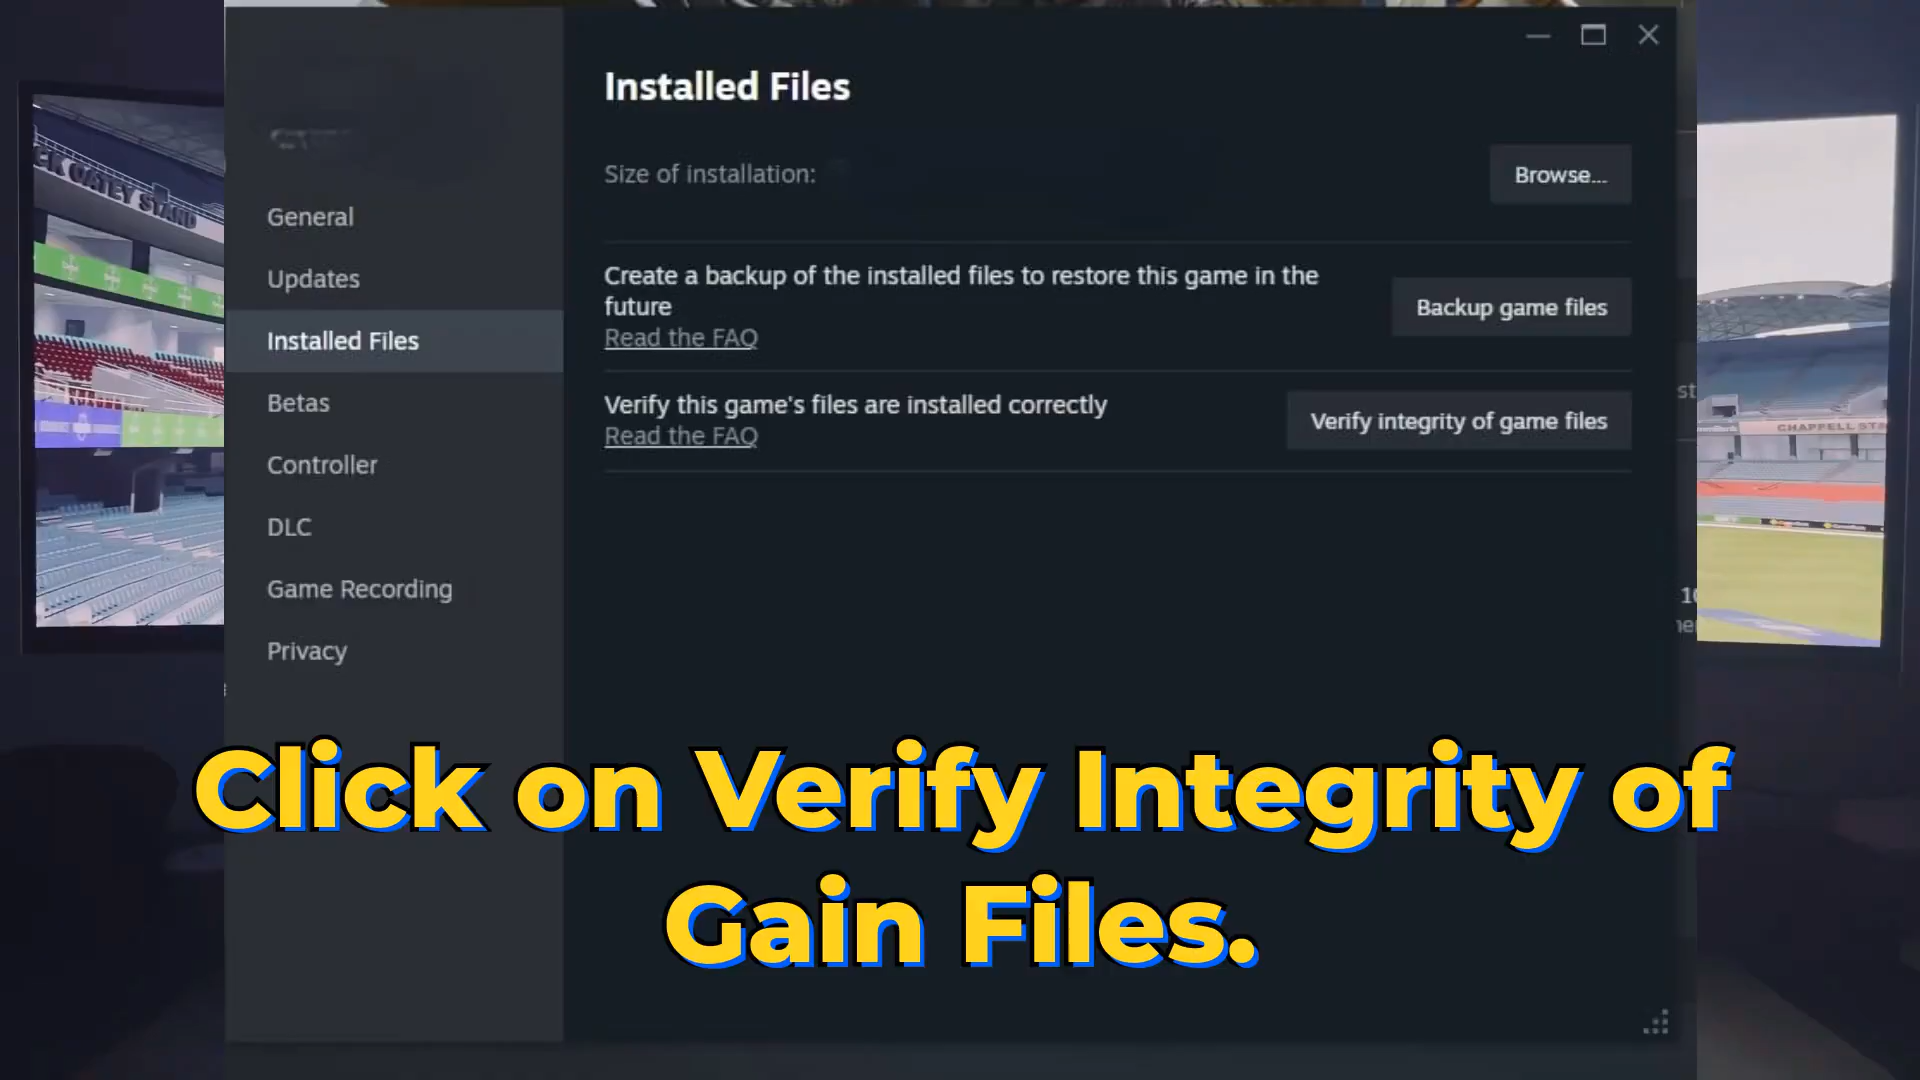 Installed Files
Size of installation:
Browse...
General
Updates
Installed Files
Betas
Controller
DLC
Game Recording
Privacy
Create a backup of the installed files to restore this game in the
future
Read the FAQ
Backup game files
Verify this game's files are installed correctly
Read the FAQ
Verify integrity of game files
OATEY STAND
CHAPPELL
Click on Verify Integrity of
Gain Files.